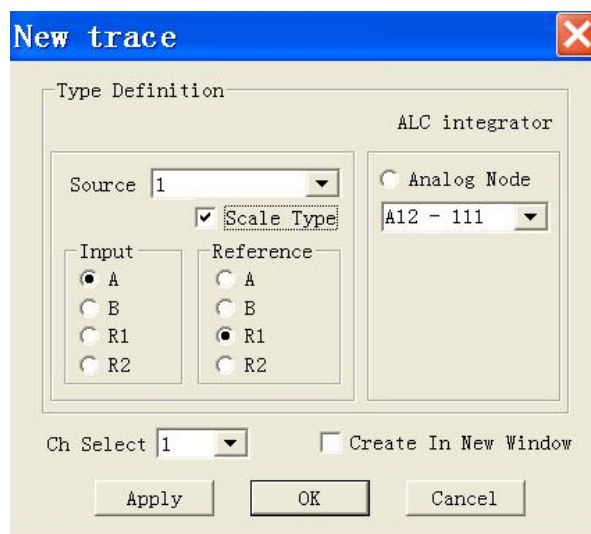 New trace
Type Definition
ALC integrator
Source 1
Analog Node
Scale Type
A12 - 111
Input
Reference
A
A
B
B
R1
R1
R2
R2
Ch Select 1
Create In New Window
Apply
OK
Cancel